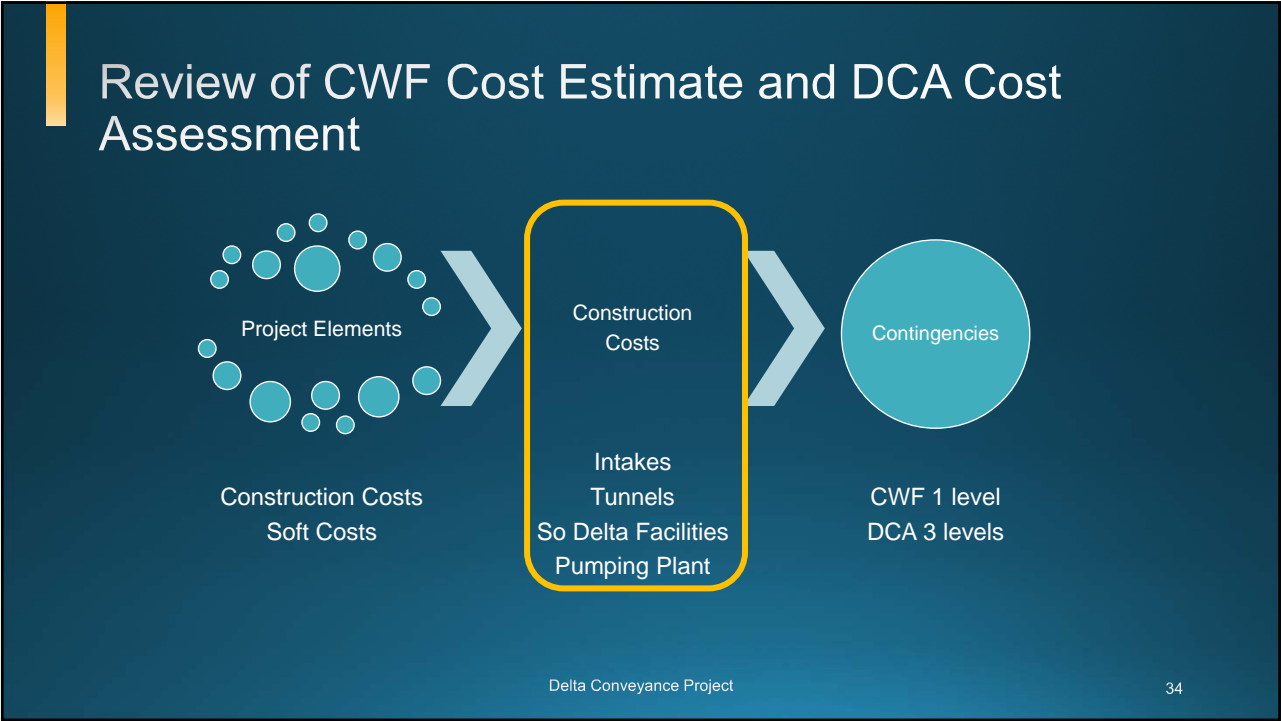 Review of CWF Cost Estimate and DCA Cost
Assessment
Project Elements
Construction Costs
Soft Costs
Construction
Costs
Intakes
Tunnels
So Delta Facilities
Pumping Plant
Contingencies
CWF 1 level
DCA 3 levels
Delta Conveyance Project
34